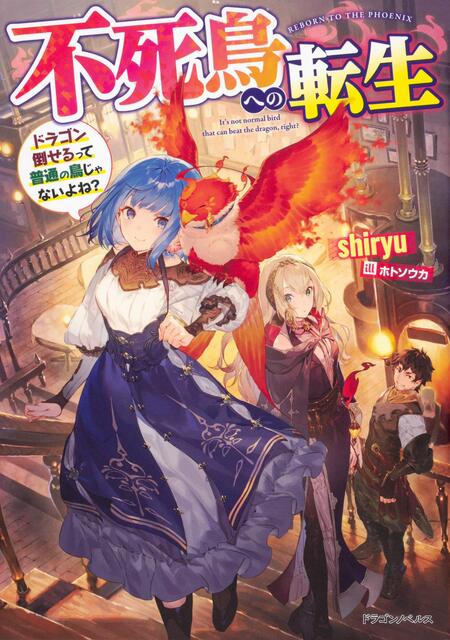 不死鳥への転生
REBORN TO THE PHOENIX
It's not normal bird
that can beat the dragon, right?
ドラゴン
倒せるって
普通の鳥じゃ
ないよね?
shiryu
ill ホトソウカ
ドラゴンノベルス